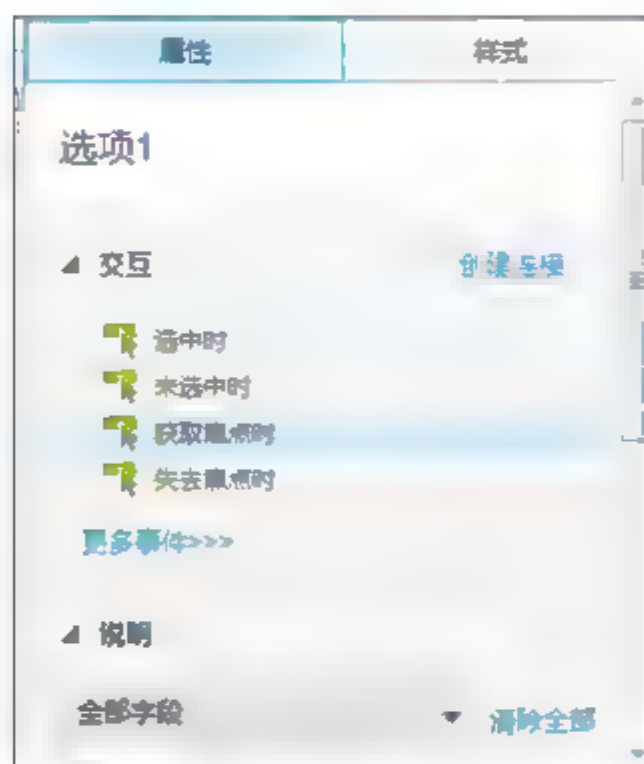 属性 样式
选项1
交互 创建连接
选中时
未选中时
获取焦点时
失去焦点时
更多事件>>>
说明
全部字段 清除全部